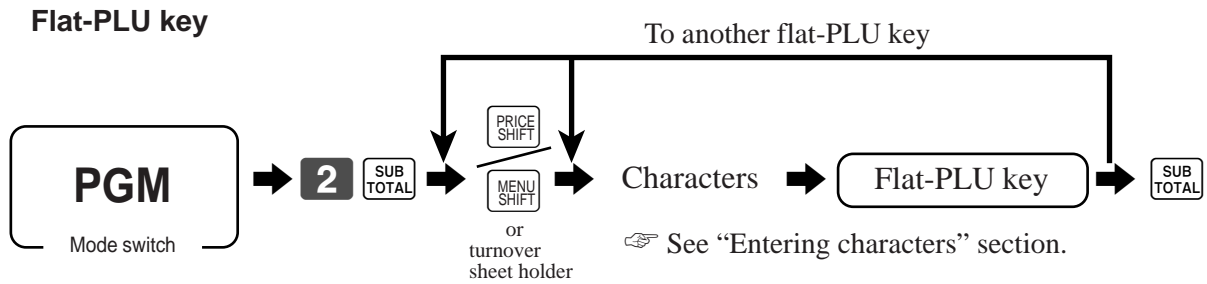 Flat-PLU key
To another flat-PLU key
PGM
Mode switch
2
SUB
TOTAL
PRICE
SHIFT
MENU
SHIFT
or
turnover
sheet holder
Characters
Flat-PLU key
SUB
TOTAL
☞ See “Entering characters” section.